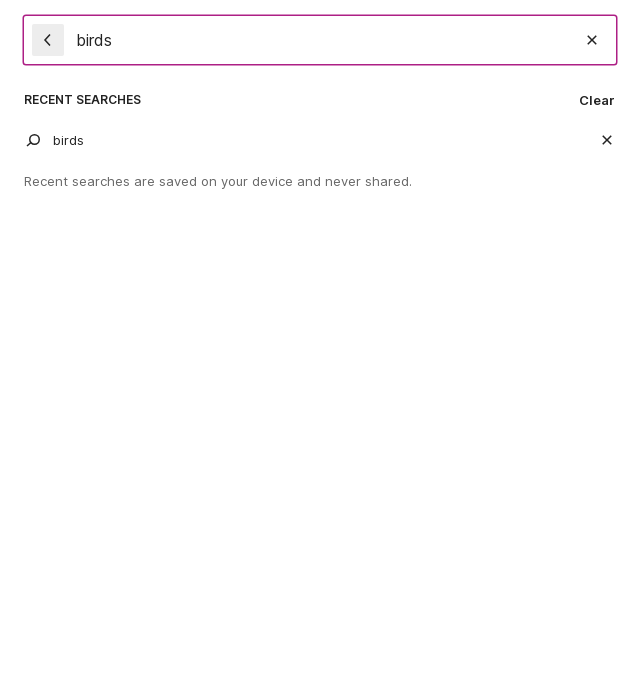 birds
RECENT SEARCHES Clear
birds
Recent searches are saved on your device and never shared.